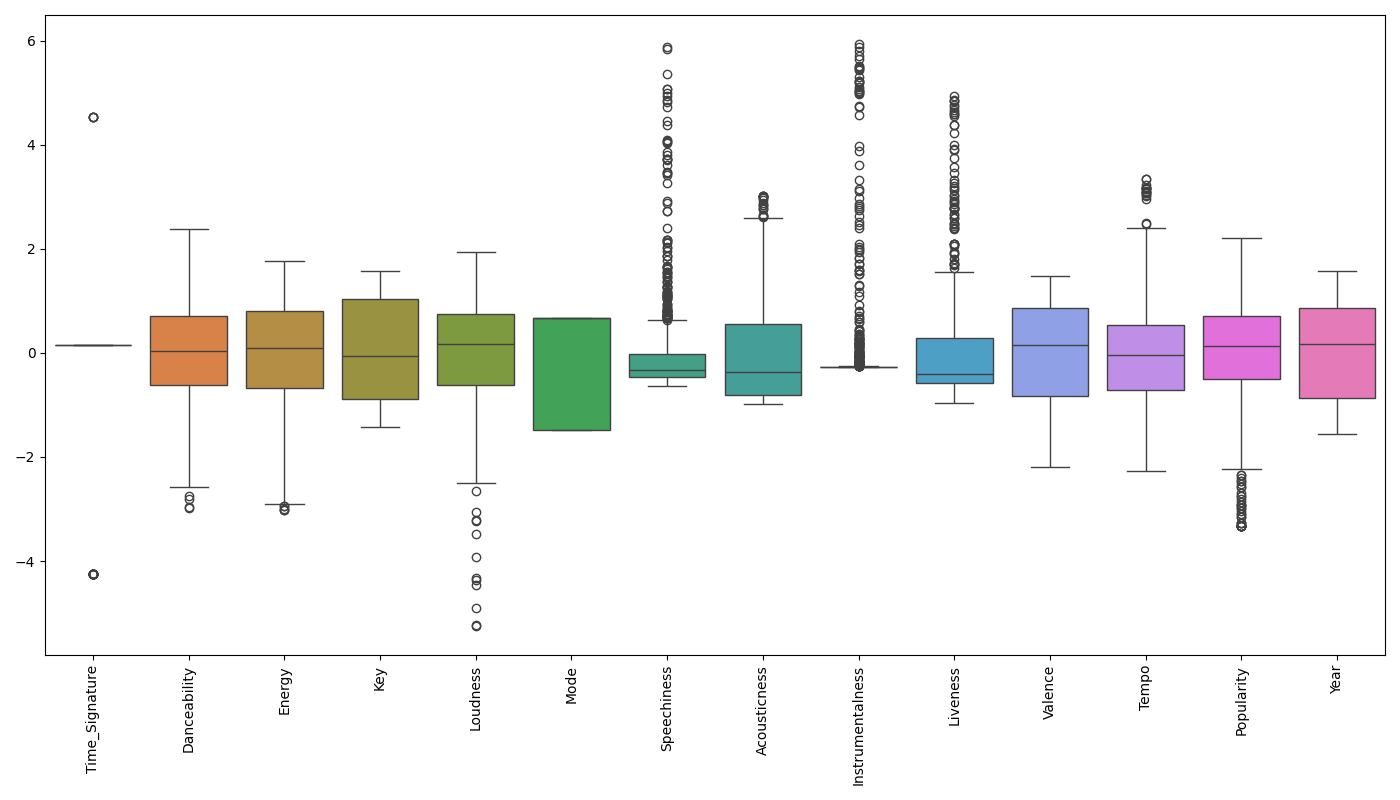 6
4
2
0
−2
−4
Time_Signature
Danceability
Energy
Key
Loudness
Mode
Speechiness
Acousticness
Instrumentalness
Liveness
Valence
Tempo
Popularity
Year